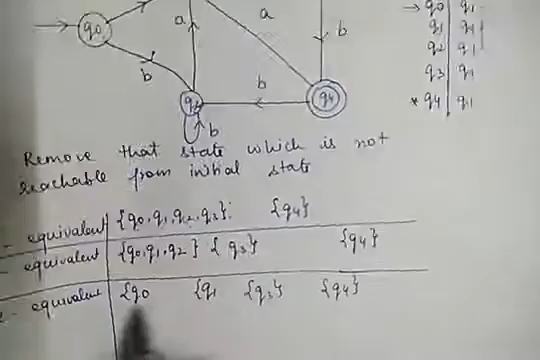 → q0 q1
q1 q1
q2 q1
q3 q1
* q4 q1
a
a
b
q0
b
b
q4
b
Remove that state which is not
reachable from initial state
- equivalent {q0,q1,q2,q3} {q4}
- equivalent {q0,q1,q2} {q3} {q4}
- equivalent {q0 {q1 {q3} {q4}